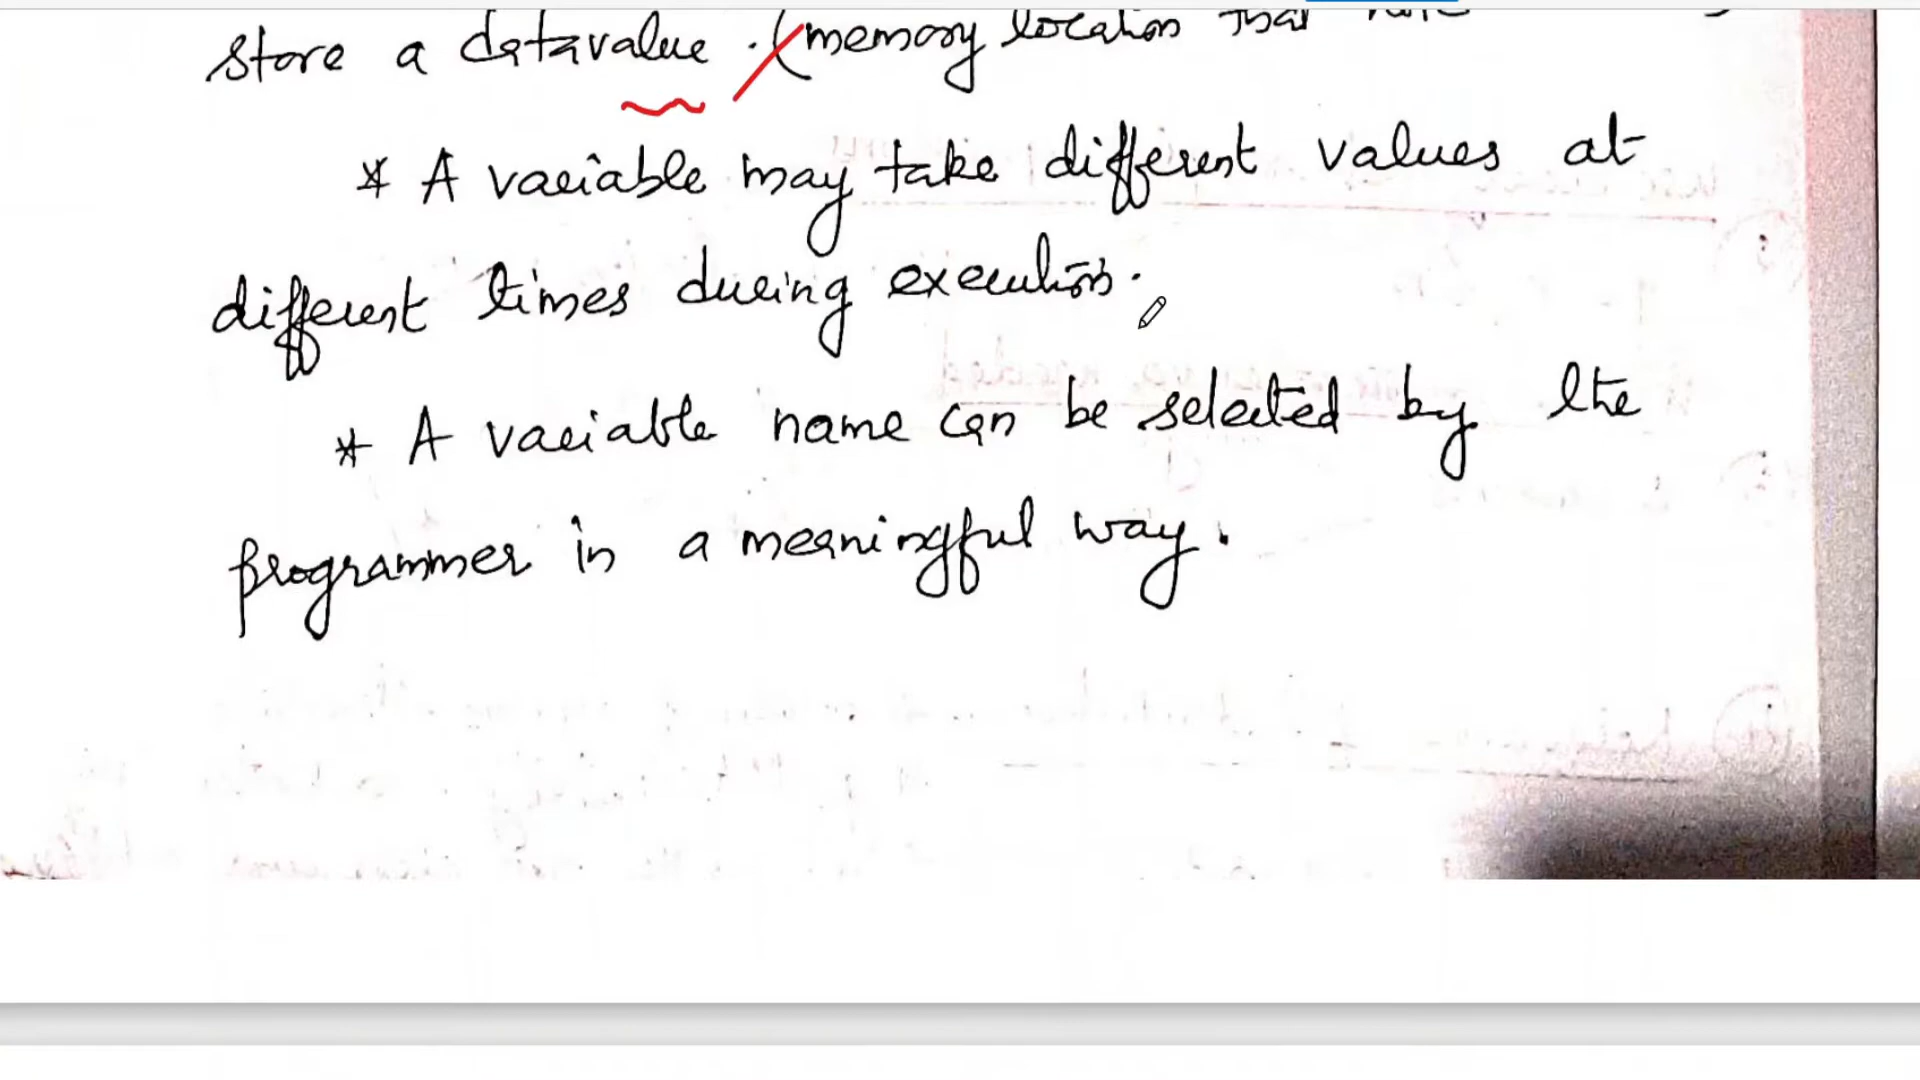 store a datavalue. (memory location that
* A variable may take different values at
different times during execution.
* A variable name can be selected by the
programmer in a meaningful way.